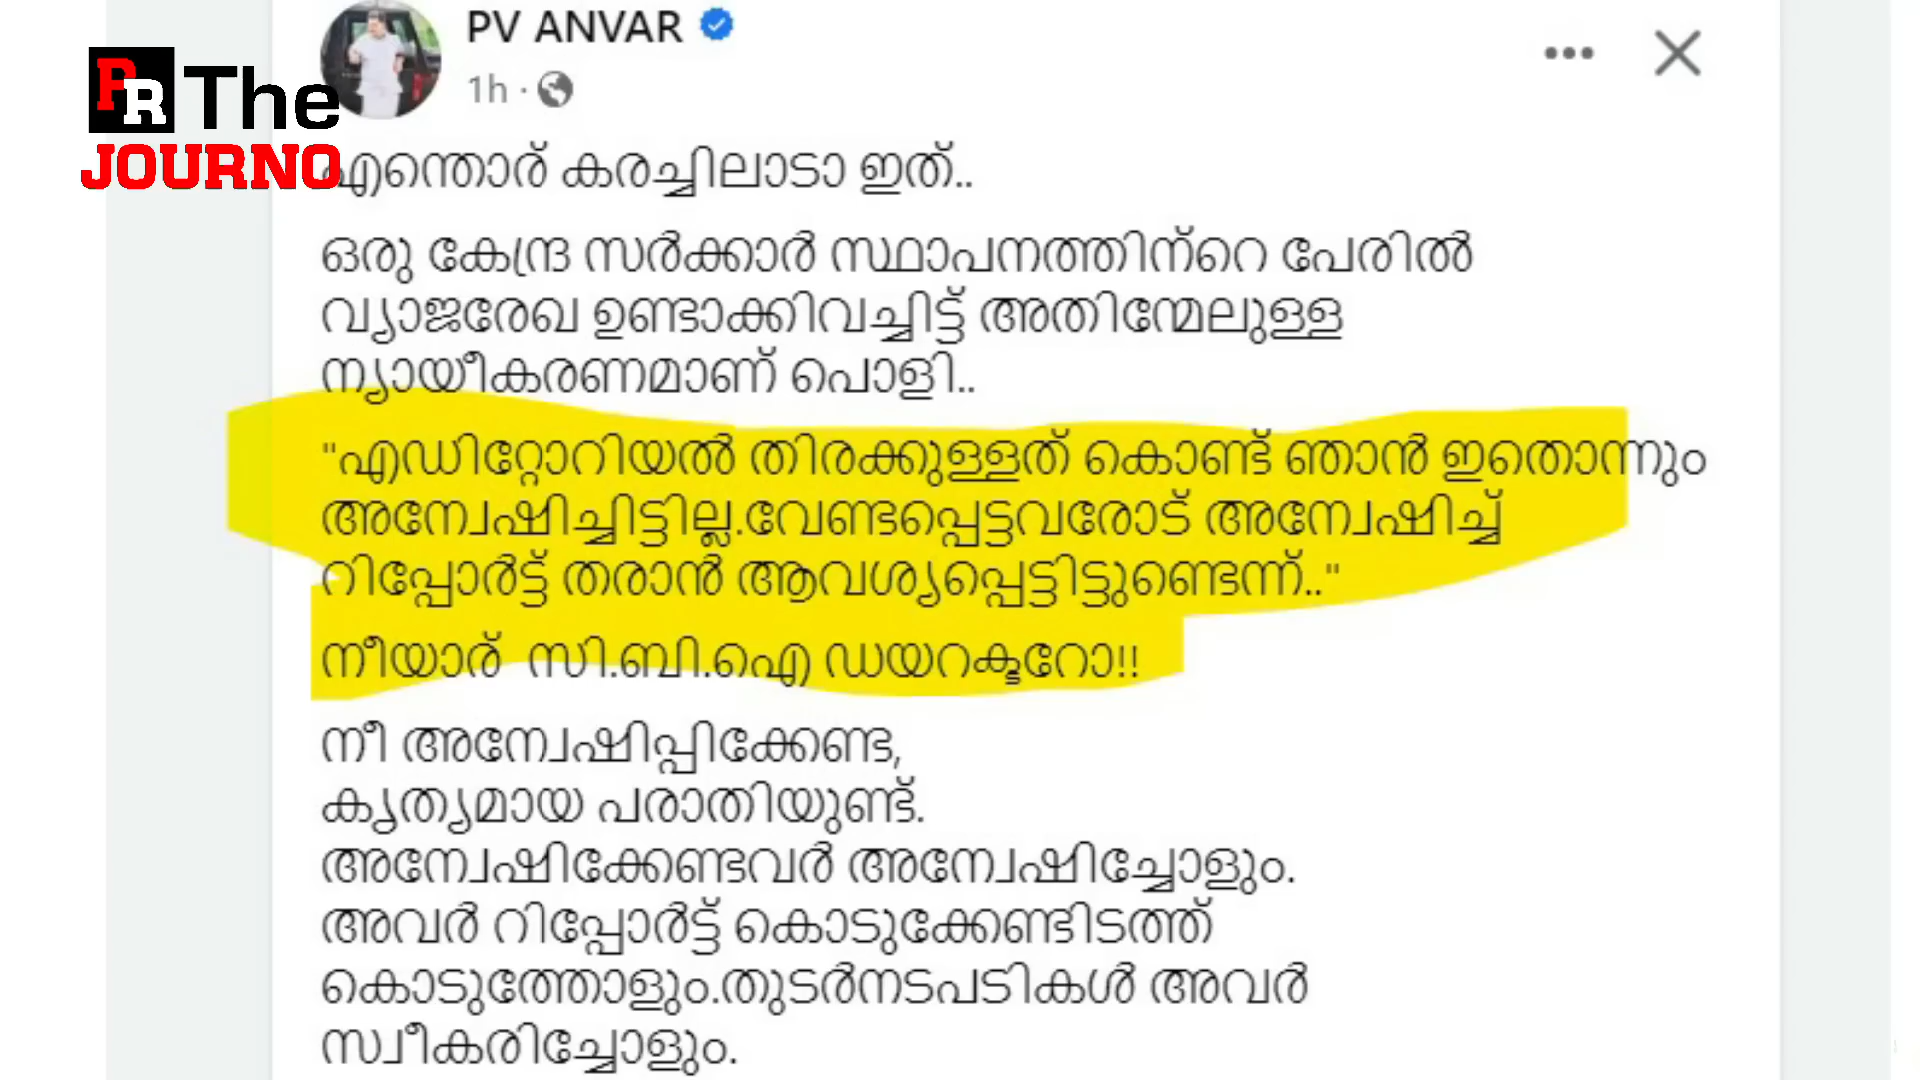 PV ANVAR
1h ·
PR The
JOURNO
എന്തൊര് കരച്ചിലാടാ ഇത്..
ഒരു കേന്ദ്ര സർക്കാർ സ്ഥാപനത്തിന്റെ പേരിൽ
വ്യാജരേഖ ഉണ്ടാക്കിവച്ചിട്ട് അതിന്മേലുള്ള
ന്യായീകരണമാണ് പൊളി..
"എഡിറ്റോറിയൽ തിരക്കുള്ളത് കൊണ്ട് ഞാൻ ഇതൊന്നും
അന്വേഷിച്ചിട്ടില്ല.വേണ്ടപ്പെട്ടവരോട് അന്വേഷിച്ച്
റിപ്പോർട്ട് തരാൻ ആവശ്യപ്പെട്ടിട്ടുണ്ടെന്ന്.."
നീയാര് സി.ബി.ഐ ഡയറക്ടറോ!!
നീ അന്വേഷിപ്പിക്കേണ്ട,
കൃത്യമായ പരാതിയുണ്ട്.
അന്വേഷിക്കേണ്ടവർ അന്വേഷിച്ചോളും.
അവർ റിപ്പോർട്ട് കൊടുക്കേണ്ടിടത്ത്
കൊടുത്തോളും.തുടർനടപടികൾ അവർ
സ്വീകരിച്ചോളും.